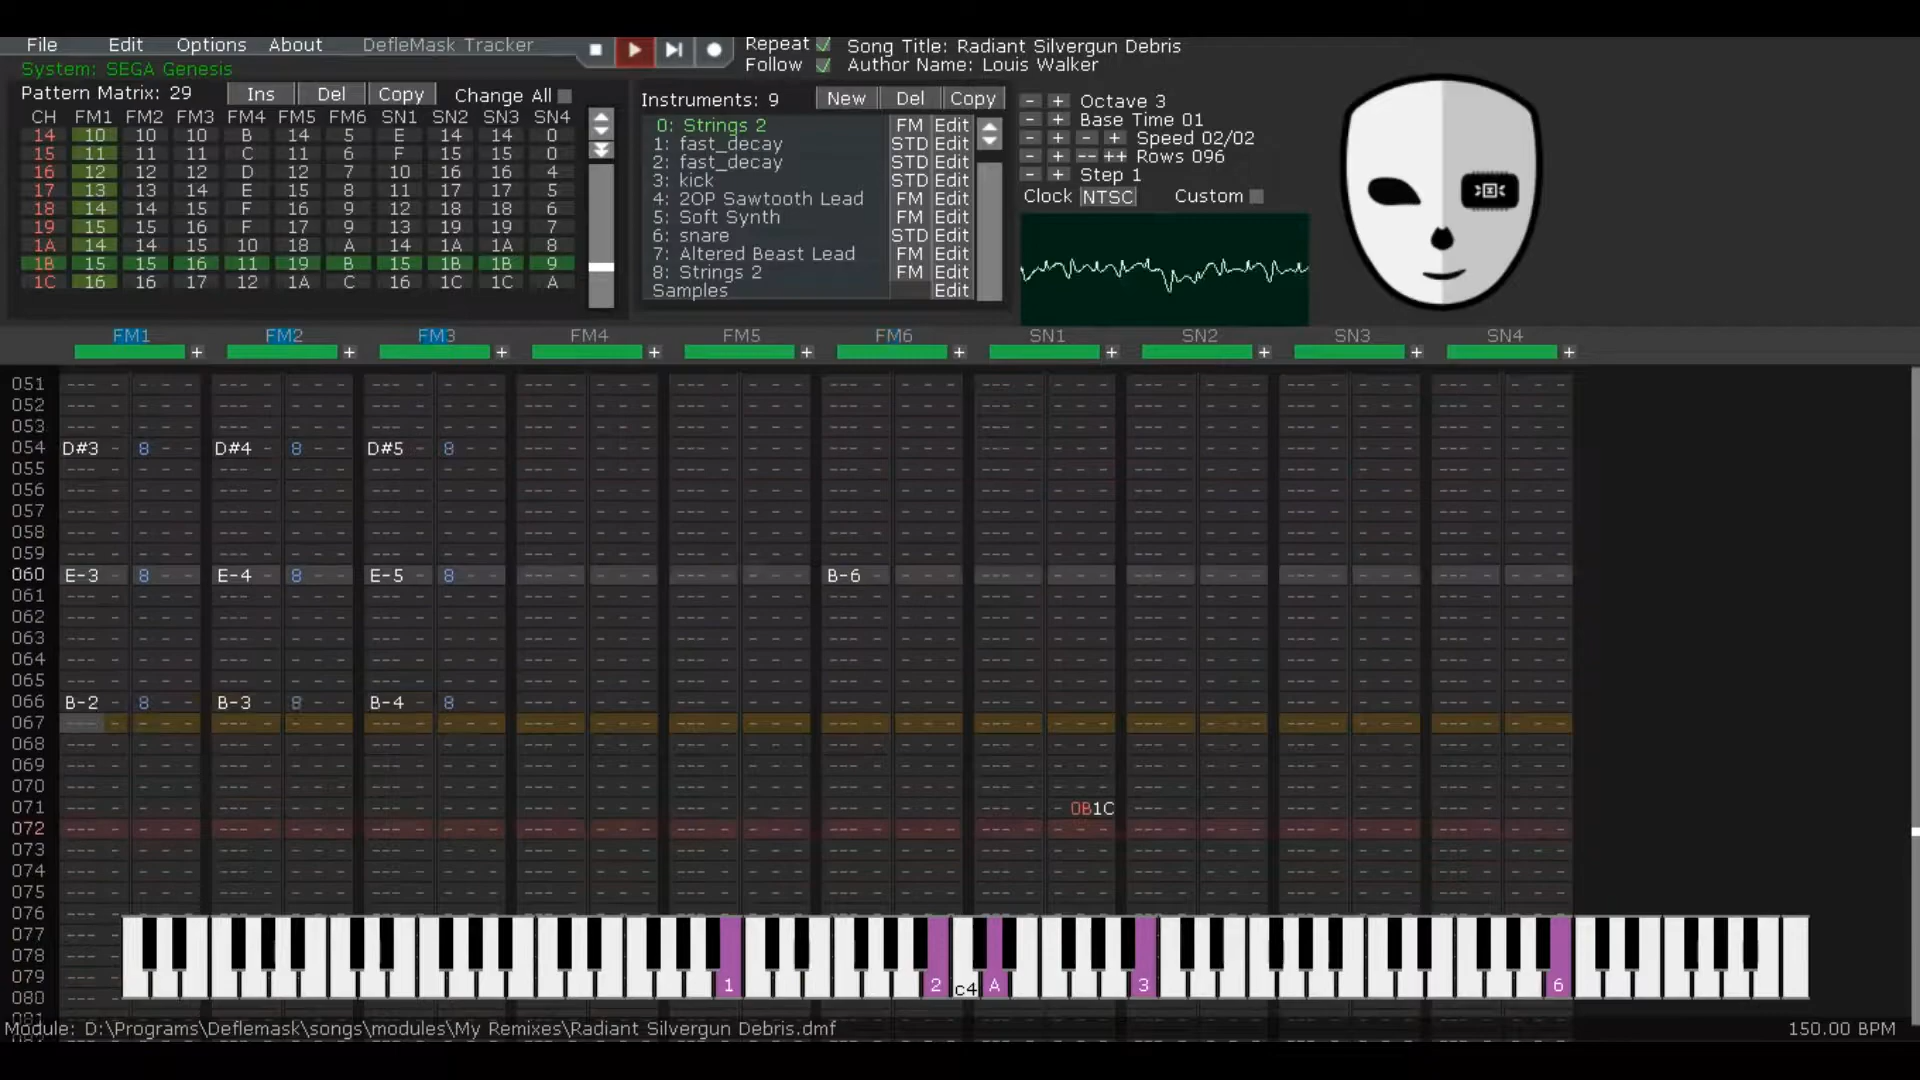 File Edit Options About DefleMask Tracker
System: SEGA Genesis
Repeat Song Title: Radiant Silvergun Debris
Follow Author Name: Louis Walker
Pattern Matrix: 29 Ins Del Copy Change All
CH FM1 FM2 FM3 FM4 FM5 FM6 SN1 SN2 SN3 SN4
14 10 10 10 B 14 5 E 14 14 0
15 11 11 11 C 11 6 F 15 15 0
16 12 12 12 D 12 7 10 16 16 4
17 13 13 14 E 15 8 11 17 17 5
18 14 14 15 F 16 9 12 18 18 6
19 15 15 16 F 17 9 13 19 19 7
1A 14 14 15 10 18 A 14 1A 1A 8
1B 15 15 16 11 19 B 15 1B 1B 9
1C 16 16 17 12 1A C 16 1C 1C A
Instruments: 9 New Del Copy
0: Strings 2 FM Edit
1: fast_decay STD Edit
2: fast_decay STD Edit
3: kick STD Edit
4: 2OP Sawtooth Lead FM Edit
5: Soft Synth FM Edit
6: snare STD Edit
7: Altered Beast Lead FM Edit
8: Strings 2 FM Edit
Samples Edit
- + Octave 3
- + Base Time 01
- + - + Speed 02/02
- + -- ++ Rows 096
- + Step 1
Clock NTSC Custom
FM1 FM2 FM3 FM4 FM5 FM6 SN1 SN2 SN3 SN4
+ + + + + + + + + +
051
052
053
054 D#3 - 8 D#4 - 8 D#5 - 8
055
056
057
058
059
060 E-3 - 8 E-4 - 8 E-5 - 8 B-6
061
062
063
064
065
066 B-2 - 8 B-3 - 8 B-4 - 8
067
068
069
070
071 0B1C
072
073
074
075
076
077
078
079
080
081
1 2 c4 A 3 6
Module: D:\Programs\Deflemask\songs\modules\My Remixes\Radiant Silvergun Debris.dmf
150.00 BPM